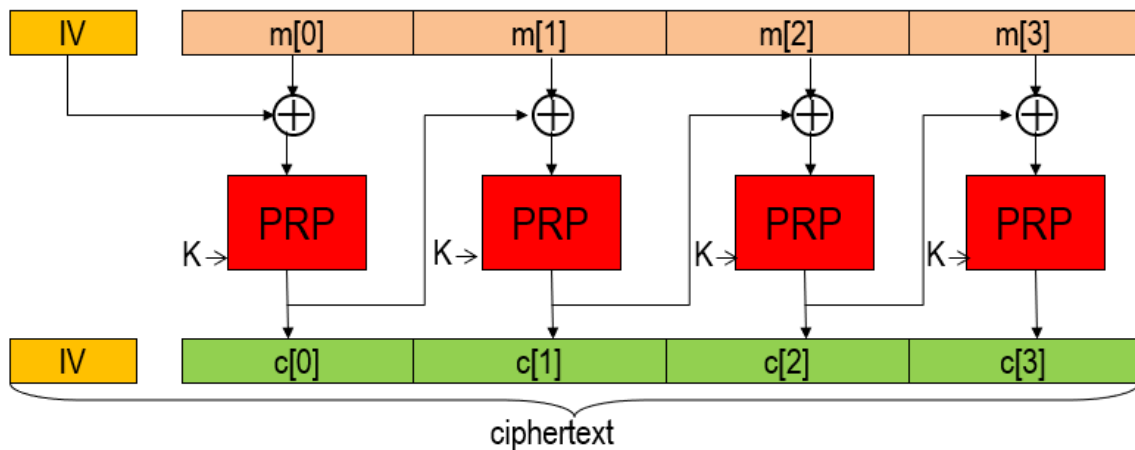 IV m[0] m[1] m[2] m[3]
PRP PRP PRP PRP
K K K K
IV c[0] c[1] c[2] c[3]
ciphertext